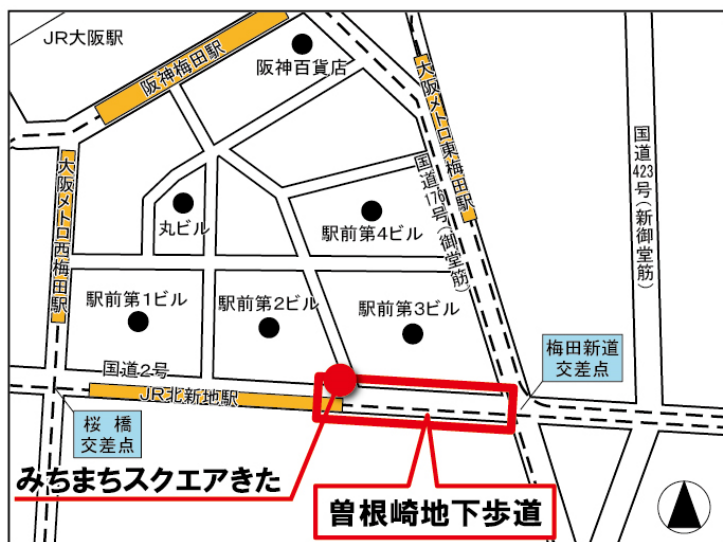 JR大阪駅
阪神梅田駅
阪神百貨店
大阪メトロ東梅田駅
国道423号(新御堂筋)
国道176号(御堂筋)
大阪メトロ西梅田駅
丸ビル
駅前第4ビル
駅前第1ビル
駅前第2ビル
駅前第3ビル
梅田新道
交差点
国道2号
JR北新地駅
桜橋
交差点
みちまちスクエアきた
曽根崎地下歩道